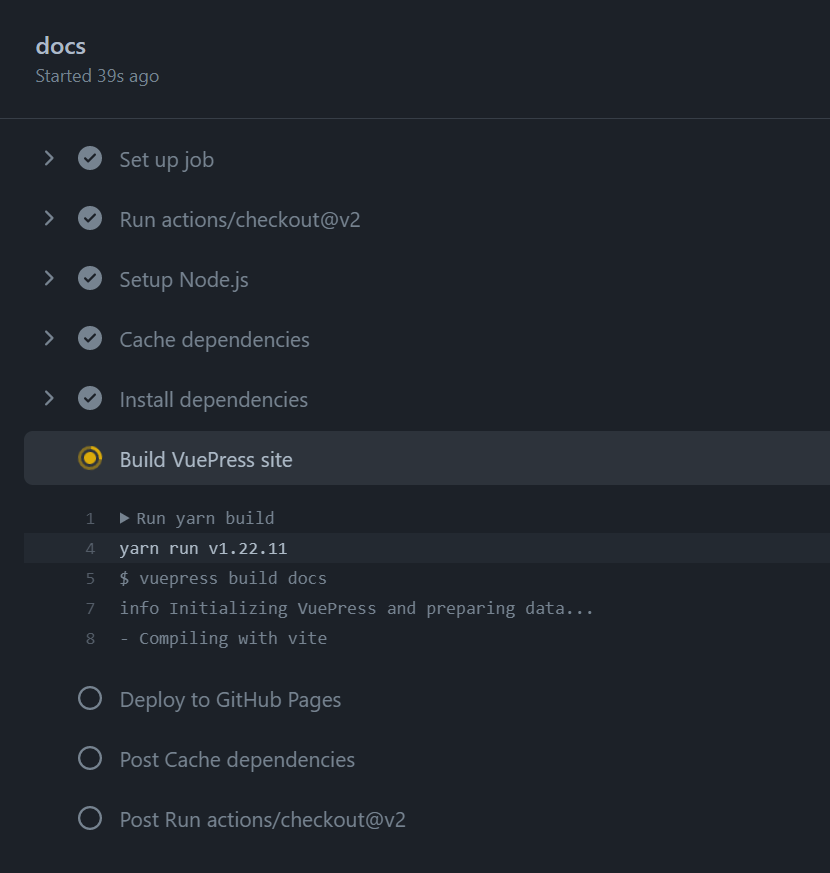 docs
Started 39s ago
Set up job
Run actions/checkout@v2
Setup Node.js
Cache dependencies
Install dependencies
Build VuePress site
1 Run yarn build
4 yarn run v1.22.11
5 $ vuepress build docs
7 info Initializing VuePress and preparing data...
8 - Compiling with vite
Deploy to GitHub Pages
Post Cache dependencies
Post Run actions/checkout@v2